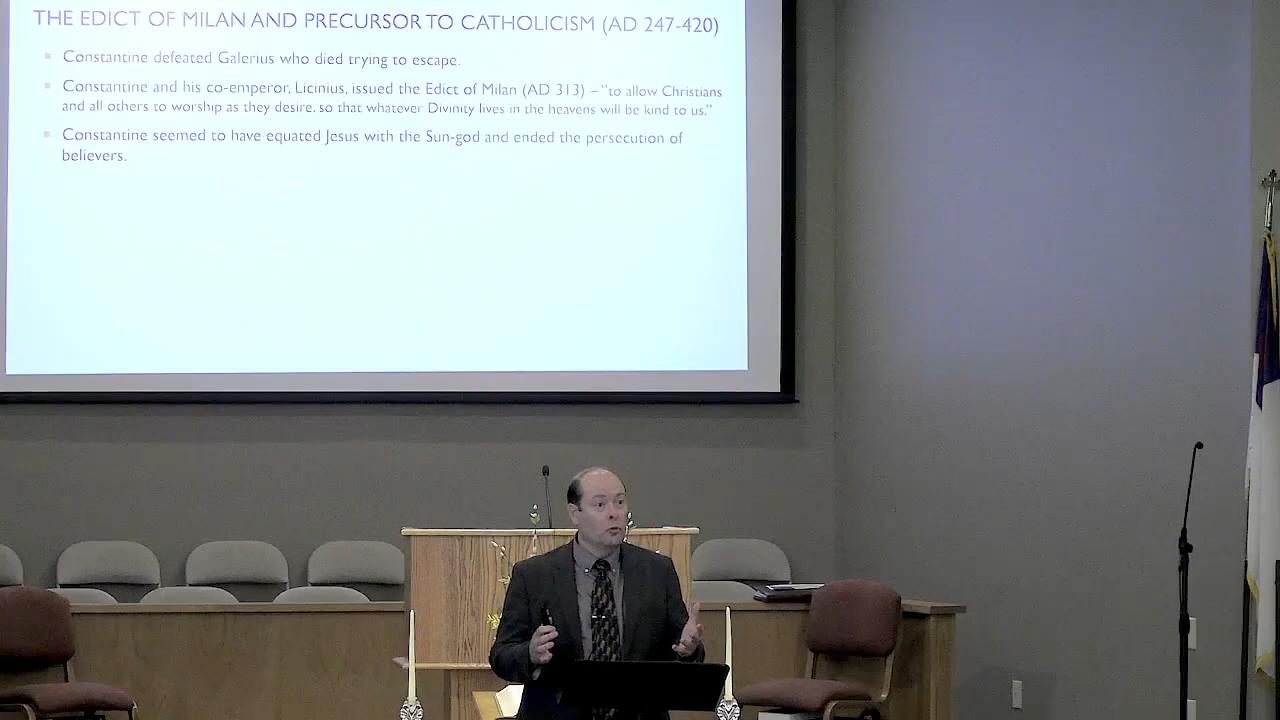 THE EDICT OF MILAN AND PRECURSOR TO CATHOLICISM (AD 247-420)
Constantine defeated Galerius who died trying to escape.
Constantine and his co-emperor, Licinius, issued the Edict of Milan (AD 313) – "to allow Christians
and all others to worship as they desire, so that whatever Divinity lives in the heavens will be kind to us."
Constantine seemed to have equated Jesus with the Sun-god and ended the persecution of
believers.